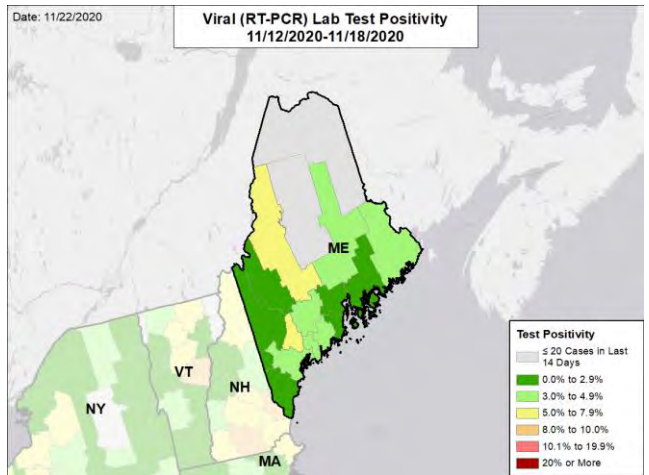 Date: 11/22/2020
Viral (RT-PCR) Lab Test Positivity
11/12/2020-11/18/2020
ME
VT
NH
NY
MA
Test Positivity
≤ 20 Cases in Last
14 Days
0.0% to 2.9%
3.0% to 4.9%
5.0% to 7.9%
8.0% to 10.0%
10.1% to 19.9%
20% or More